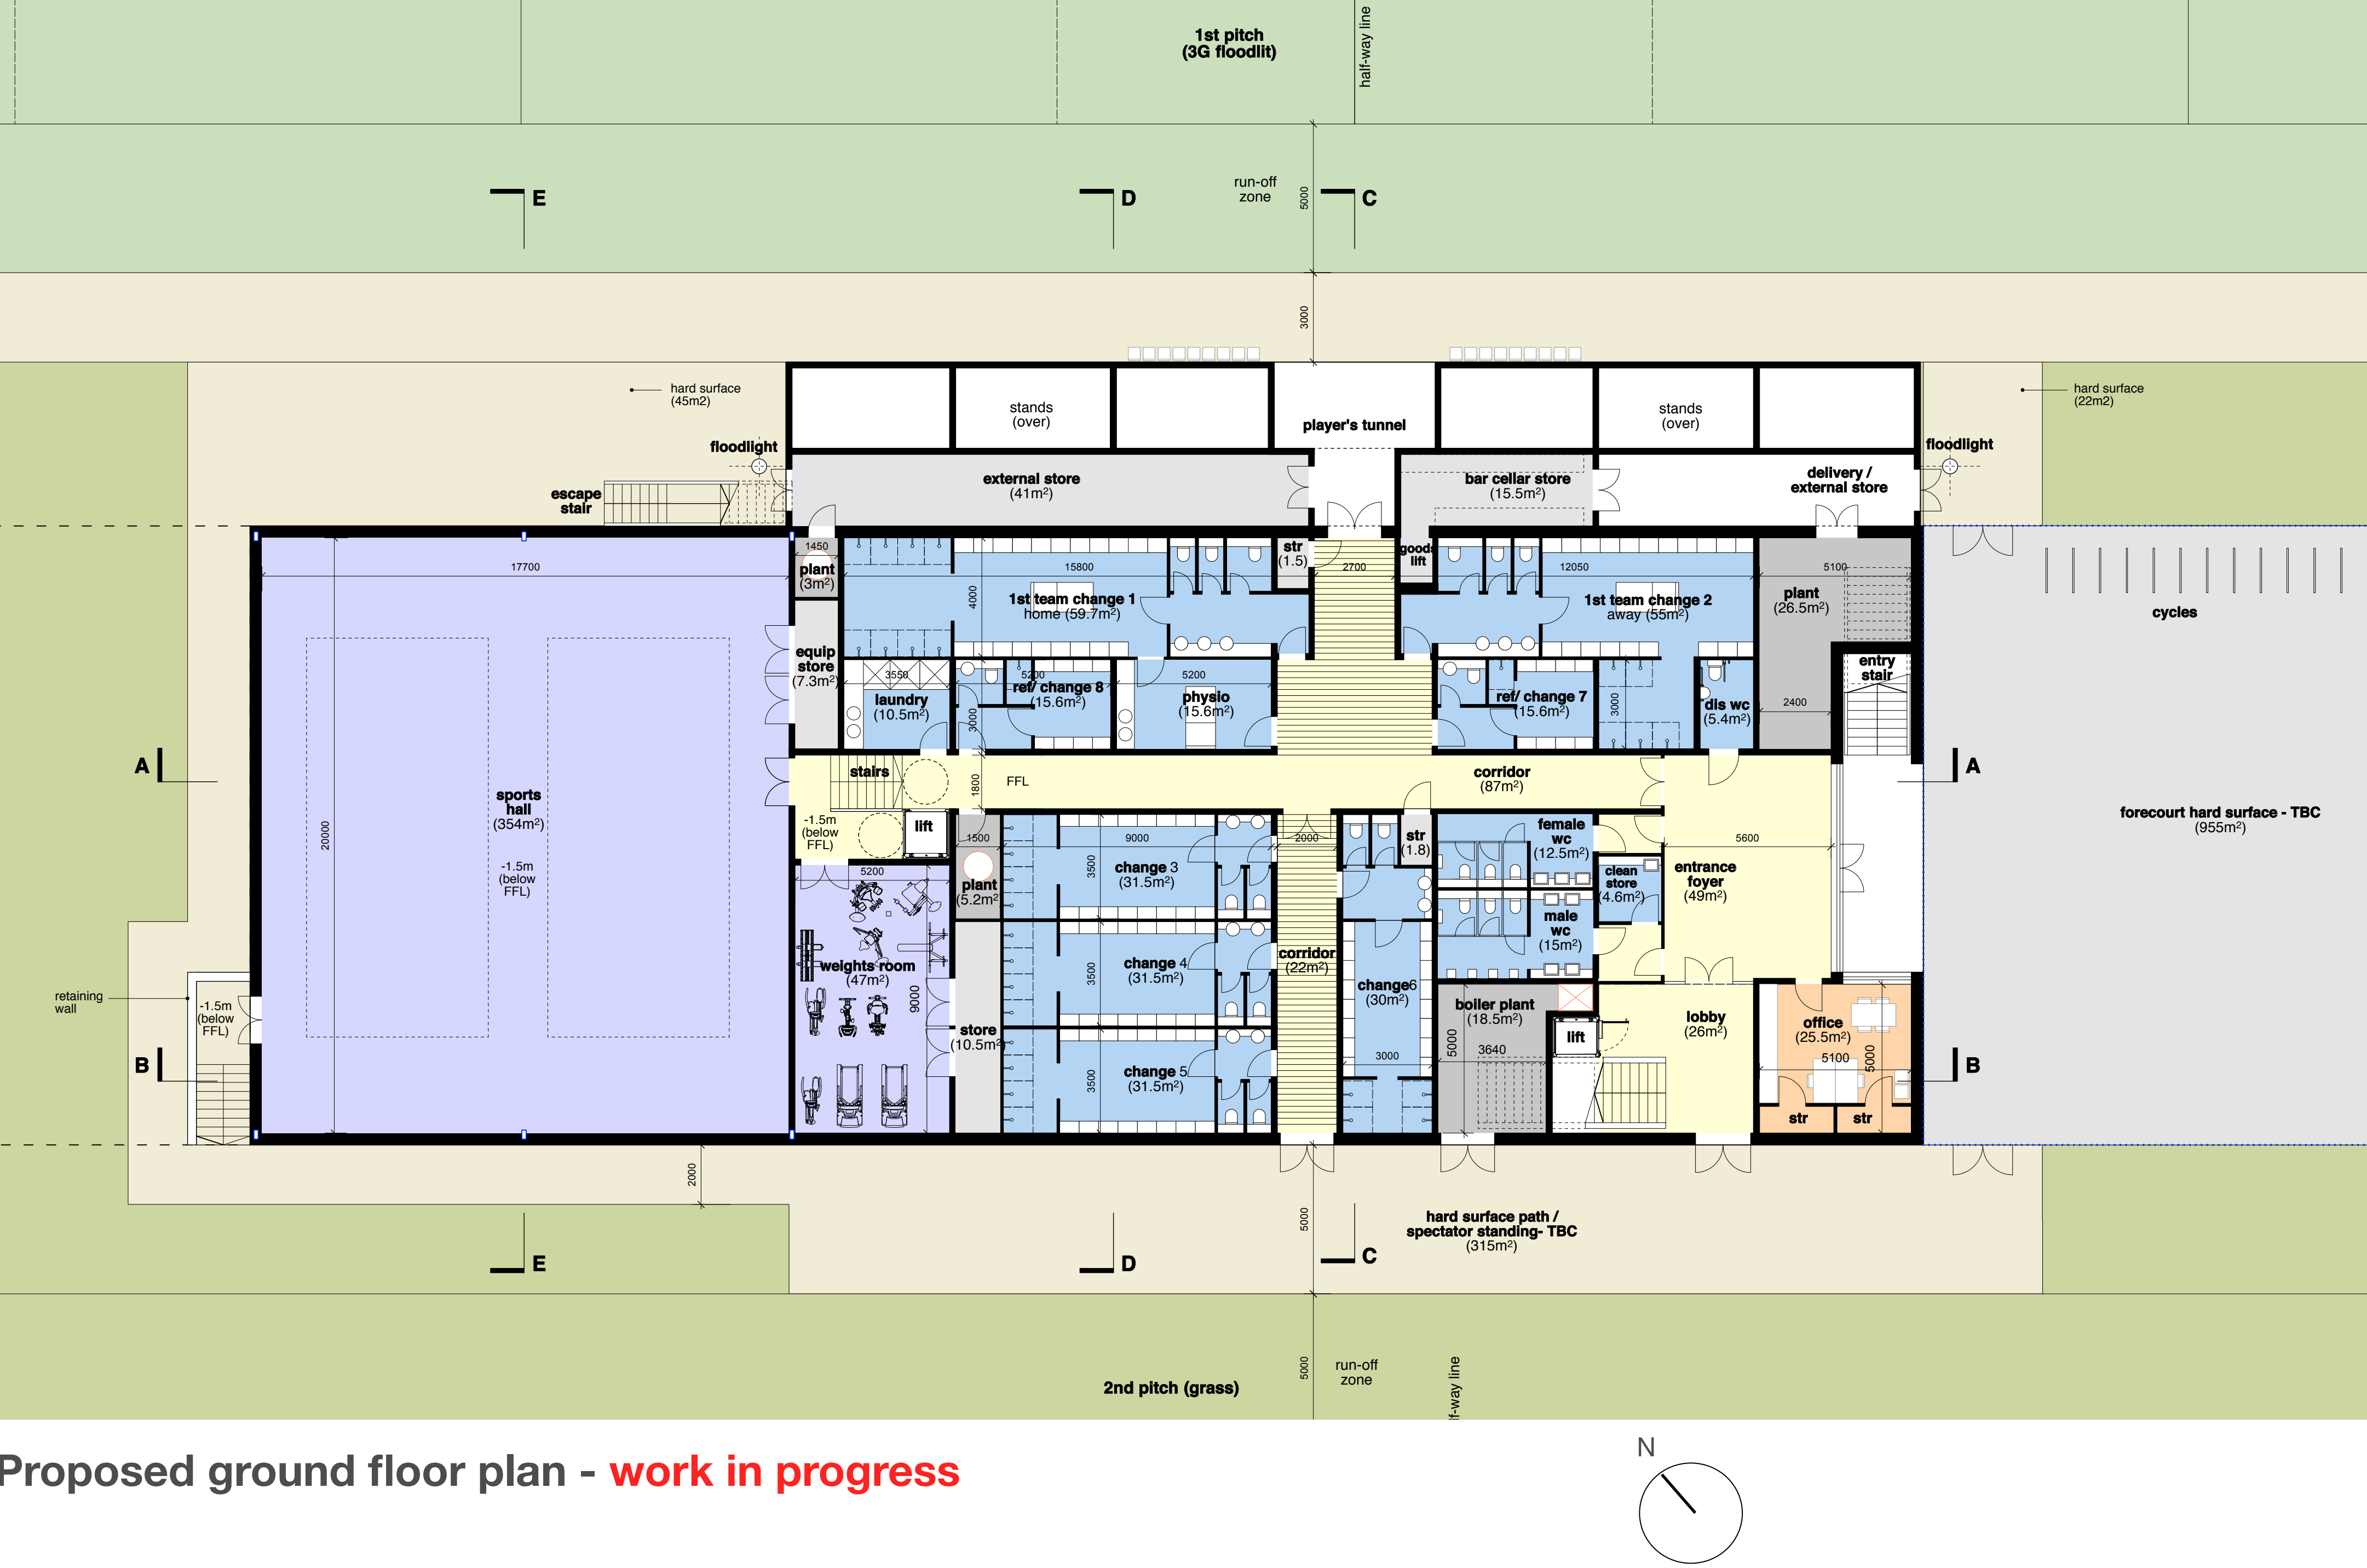 1st pitch
(3G floodlit)
half-way line
E
D
run-off
zone
5000
C
3000
hard surface
(45m2)
hard surface
(22m2)
stands
(over)
player's tunnel
stands
(over)
floodlight
floodlight
escape
stair
external store
(41m²)
bar cellar store
(15.5m²)
delivery /
external store
17700
1450
plant
(3m²)
15800
4000
1st team change 1
home (59.7m²)
str
(1.5)
2700
goods
lift
12050
1st team change 2
away (55m²)
5100
plant
(26.5m²)
cycles
equip
store
(7.3m²)
3550
laundry
(10.5m²)
5200
ref/ change 8
(15.6m²)
3000
5200
physio
(15.6m²)
ref/ change 7
(15.6m²)
3000
dis wc
(5.4m²)
2400
entry
stair
A
stairs
1800
FFL
corridor
(87m²)
A
sports
hall
(354m²)
-1.5m
(below
FFL)
20000
-1.5m
(below
FFL)
lift
1500
plant
(5.2m²
9000
3500
change 3
(31.5m²)
2000
str
(1.8)
female
wc
(12.5m²)
5600
entrance
foyer
(49m²)
clean
store
(4.6m²)
forecourt hard surface - TBC
(955m²)
5200
weights room
(47m²)
9000
3500
change 4
(31.5m²)
corridor
(22m²)
change6
(30m²)
male
wc
(15m²)
retaining
wall
-1.5m
(below
FFL)
store
(10.5m²)
boiler plant
(18.5m²)
lift
lobby
(26m²)
office
(25.5m²)
B
3500
change 5
(31.5m²)
3000
5000
3640
5100
5000
B
str
str
2000
5000
hard surface path /
spectator standing- TBC
(315m²)
E
D
C
2nd pitch (grass)
5000
run-off
zone
lf-way line
Proposed ground floor plan - work in progress
N